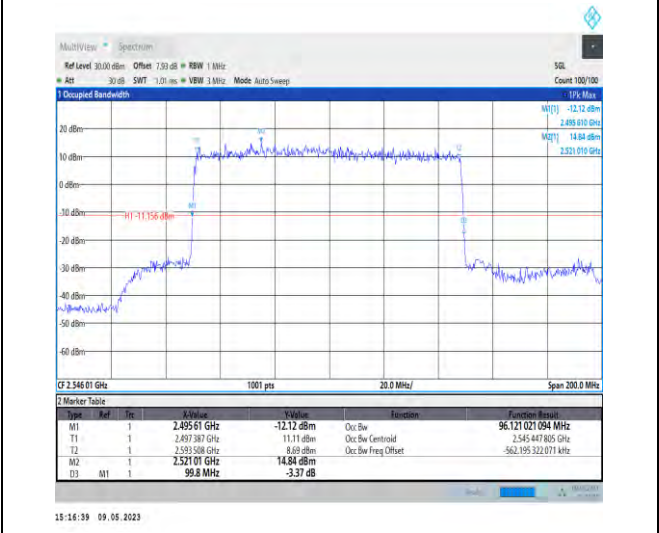 MultiView Spectrum
Ref Level 30.00 dBm Offset 7.93 dB RBW 1 MHz SGL
Att 30 dB SWT 1.01 ms VBW 3 MHz Mode Auto Sweep Count 100/100
1 Occupied Bandwidth 1Pk Max
M1[1] -12.12 dBm
2.495 610 GHz
M2[1] 14.84 dBm
2.521 010 GHz
20 dBm
10 dBm
0 dBm
-10 dBm
H1 -11.156 dBm
-20 dBm
-30 dBm
-40 dBm
-50 dBm
-60 dBm
M2
M1
CF 2.546 01 GHz 1001 pts 20.0 MHz/ Span 200.0 MHz
2 Marker Table
Type Ref Trc X-Value Y-Value Function Function Result
M1 1 2.495 61 GHz -12.12 dBm Occ Bw 96.121 021 094 MHz
T1 1 2.497 387 GHz 11.11 dBm Occ Bw Centroid 2.545 447 805 GHz
T2 1 2.593 508 GHz 8.69 dBm Occ Bw Freq Offset -562.195 322 071 kHz
M2 1 2.521 01 GHz 14.84 dBm
D3 M1 1 99.8 MHz -3.37 dB
15:16:39 09.05.2023